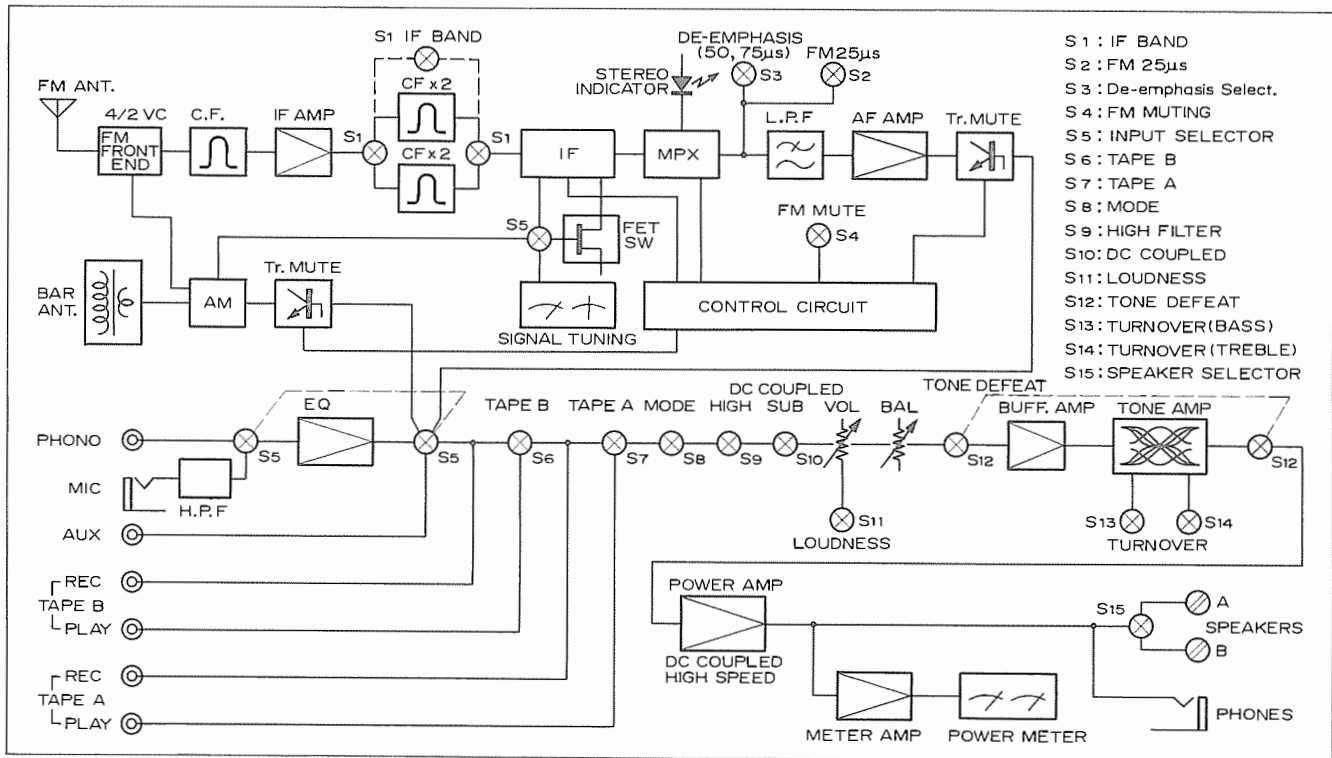 S1 IF BAND
DE-EMPHASIS
(50, 75μs)
FM25μs
STEREO
INDICATOR
S3
S2
FM ANT.
4/2 VC
FM
FRONT
END
C.F.
IF AMP
S1
CF x 2
CF x 2
S1
IF
MPX
L.P.F
AF AMP
Tr. MUTE
S5
FET
SW
FM MUTE
S4
BAR
ANT.
AM
Tr. MUTE
SIGNAL TUNING
CONTROL CIRCUIT
S1 : IF BAND
S2 : FM 25μs
S3 : De-emphasis Select.
S4 : FM MUTING
S5 : INPUT SELECTOR
S6 : TAPE B
S7 : TAPE A
S8 : MODE
S9 : HIGH FILTER
S10 : DC COUPLED
S11 : LOUDNESS
S12 : TONE DEFEAT
S13 : TURNOVER (BASS)
S14 : TURNOVER (TREBLE)
S15 : SPEAKER SELECTOR
PHONO
S5
EQ
S5
TAPE B
S6
TAPE A
S7
MODE
S8
HIGH
S9
DC COUPLED
SUB
S10
VOL
BAL
S11
LOUDNESS
TONE DEFEAT
S12
BUFF. AMP
TONE AMP
S12
S13
S14
TURNOVER
MIC
H.P.F
AUX
REC
TAPE B
PLAY
REC
TAPE A
PLAY
POWER AMP
DC COUPLED
HIGH SPEED
METER AMP
POWER METER
S15
A
SPEAKERS
B
PHONES